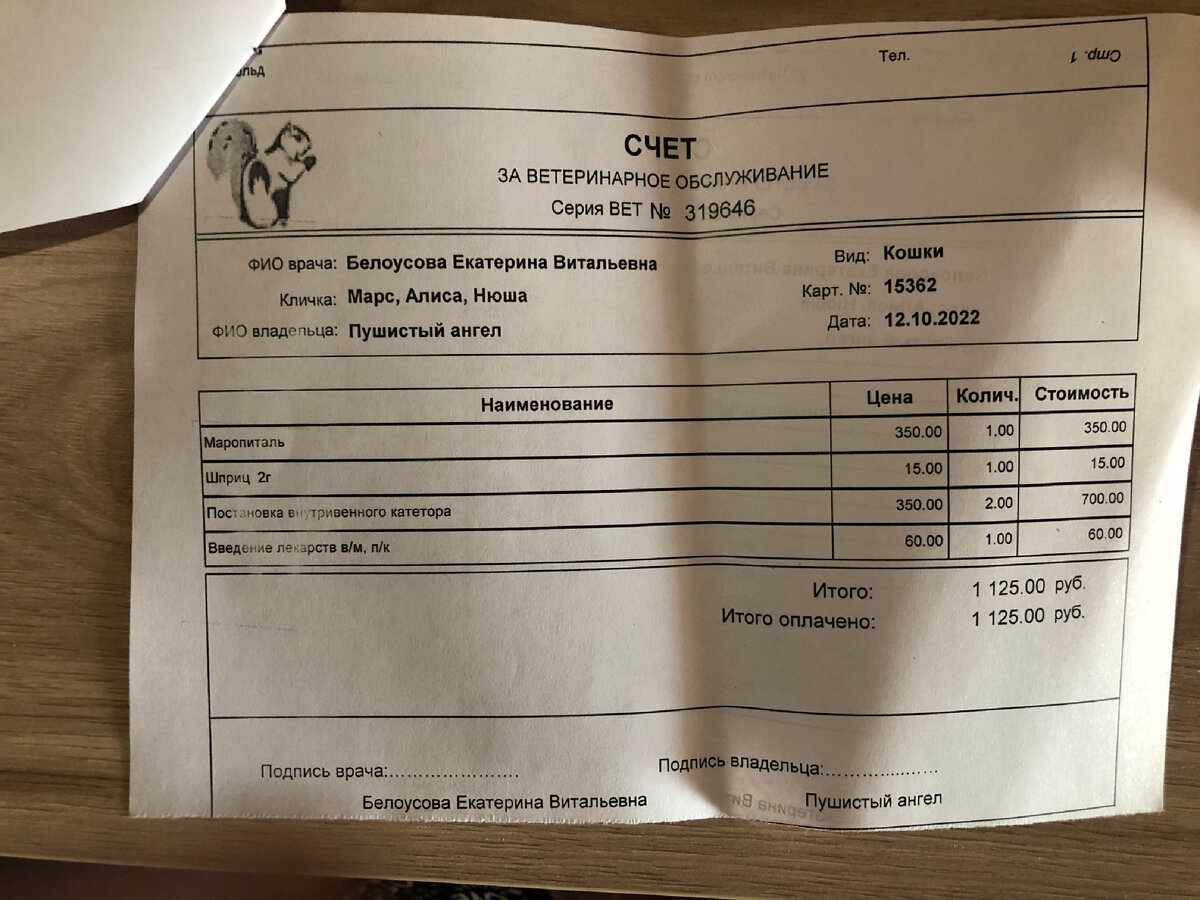 Тел.
Стр. 1
СЧЕТ
ЗА ВЕТЕРИНАРНОЕ ОБСЛУЖИВАНИЕ
Серия ВЕТ № 319646
ФИО врача: Белоусова Екатерина Витальевна Вид: Кошки
Кличка: Марс, Алиса, Нюша Карт. №: 15362
ФИО владельца: Пушистый ангел Дата: 12.10.2022
Наименование Цена Колич. Стоимость
Маропиталь 350.00 1.00 350.00
Шприц 2г 15.00 1.00 15.00
Постановка внутривенного катетора 350.00 2.00 700.00
Введение лекарств в/м, п/к 60.00 1.00 60.00
Итого: 1 125.00 руб.
Итого оплачено: 1 125.00 руб.
Подпись врача:...................... Подпись владельца:....................
Белоусова Екатерина Витальевна Пушистый ангел